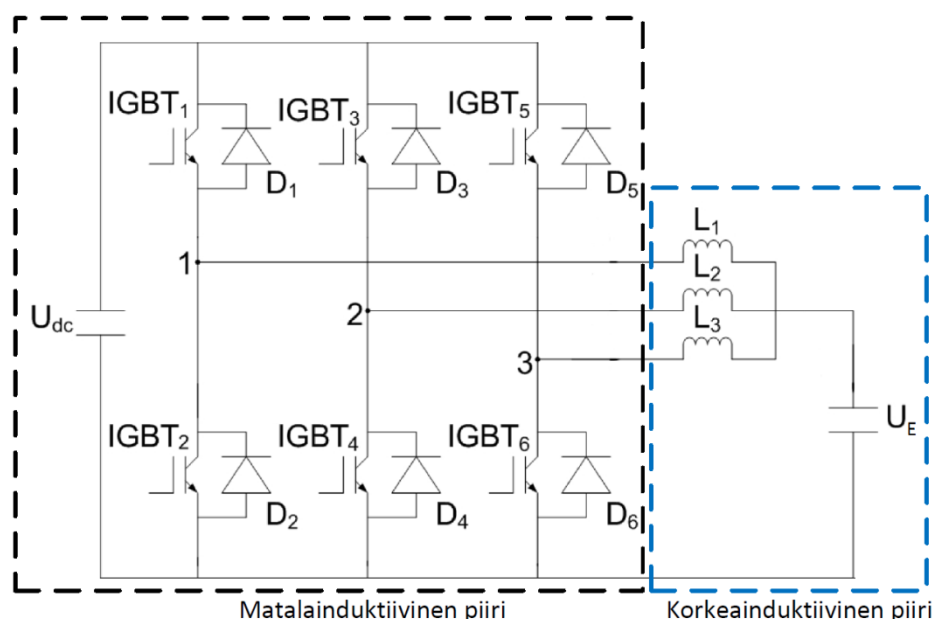 IGBT1
IGBT3
IGBT5
D1
D3
D5
L1
1
L2
Udc
2
L3
3
UE
IGBT2
IGBT4
IGBT6
D2
D4
D6
Matalainduktiivinen piiri
Korkeainduktiivinen piiri